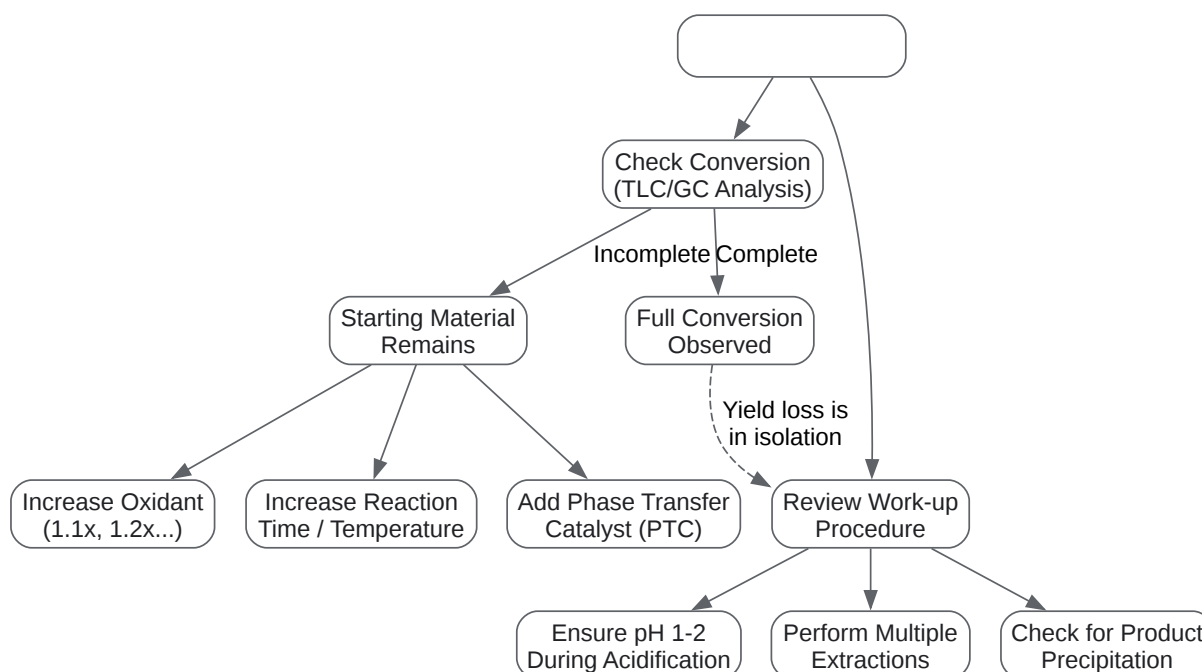 Check Conversion
(TLC/GC Analysis)
Incomplete
Complete
Starting Material
Remains
Full Conversion
Observed
Yield loss is
in isolation
Increase Oxidant
(1.1x, 1.2x...)
Increase Reaction
Time / Temperature
Add Phase Transfer
Catalyst (PTC)
Review Work-up
Procedure
Ensure pH 1-2
During Acidification
Perform Multiple
Extractions
Check for Product
Precipitation